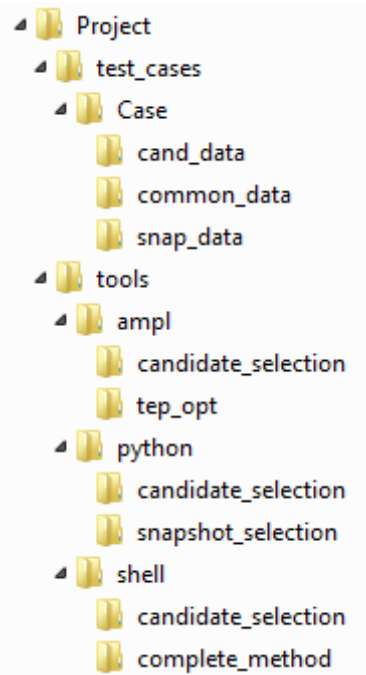 Project
test_cases
Case
cand_data
common_data
snap_data
tools
ampl
candidate_selection
tep_opt
python
candidate_selection
snapshot_selection
shell
candidate_selection
complete_method